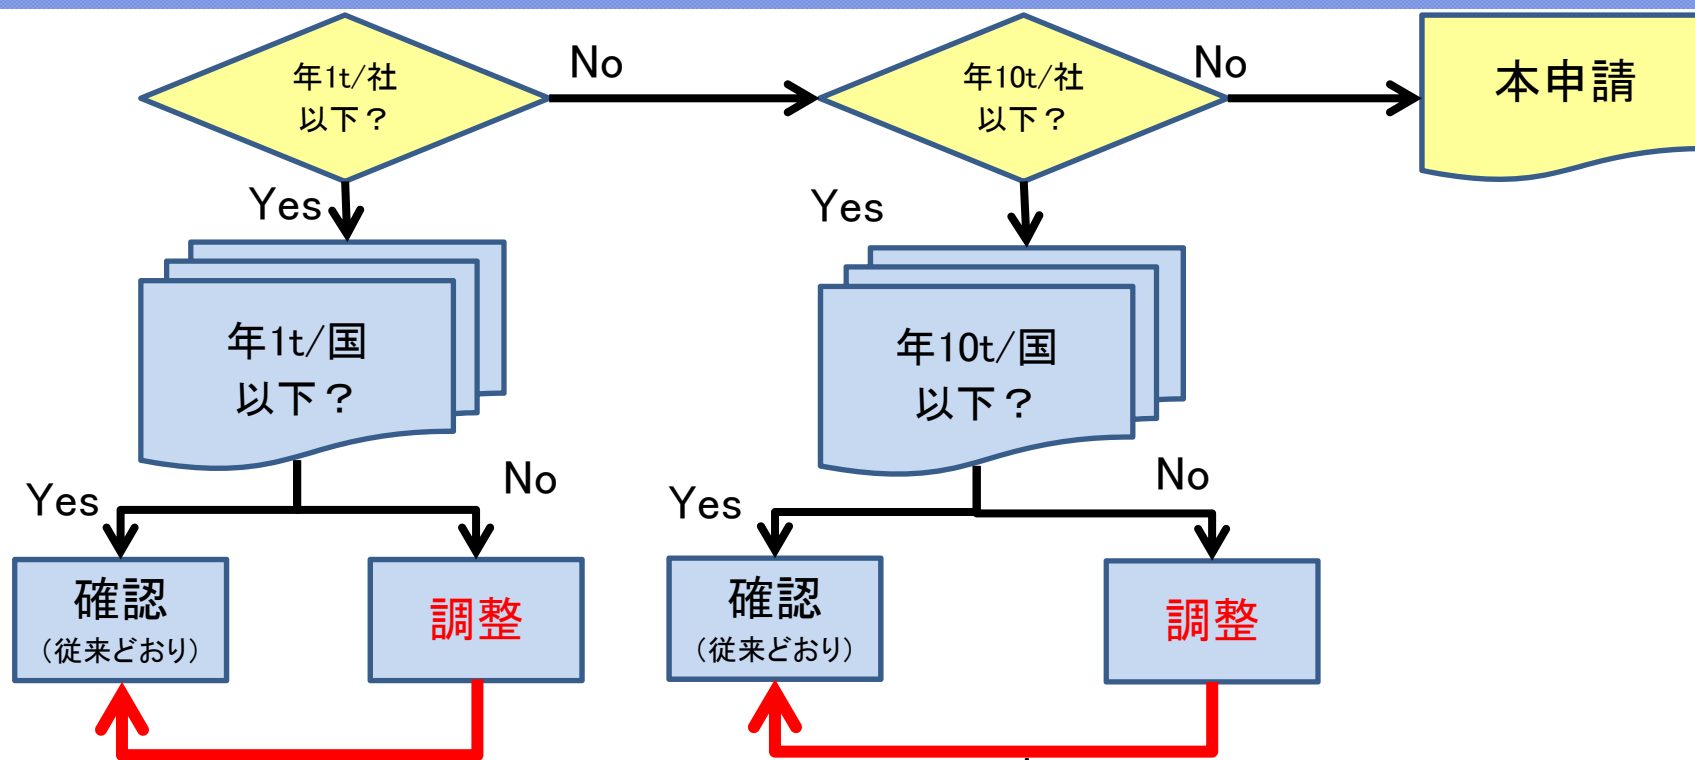 年1t/社
以下？
No
年10t/社
以下？
No
本申請
Yes
Yes
年1t/国
以下？
年10t/国
以下？
Yes
No
Yes
No
確認
（従来どおり）
調整
確認
（従来どおり）
調整